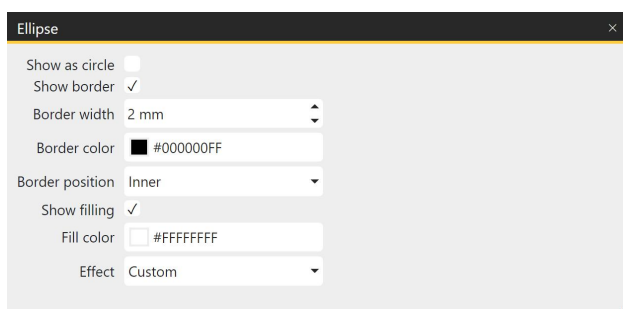 Ellipse
Show as circle
Show border
Border width 2 mm
Border color #000000FF
Border position Inner
Show filling
Fill color #FFFFFFFF
Effect Custom